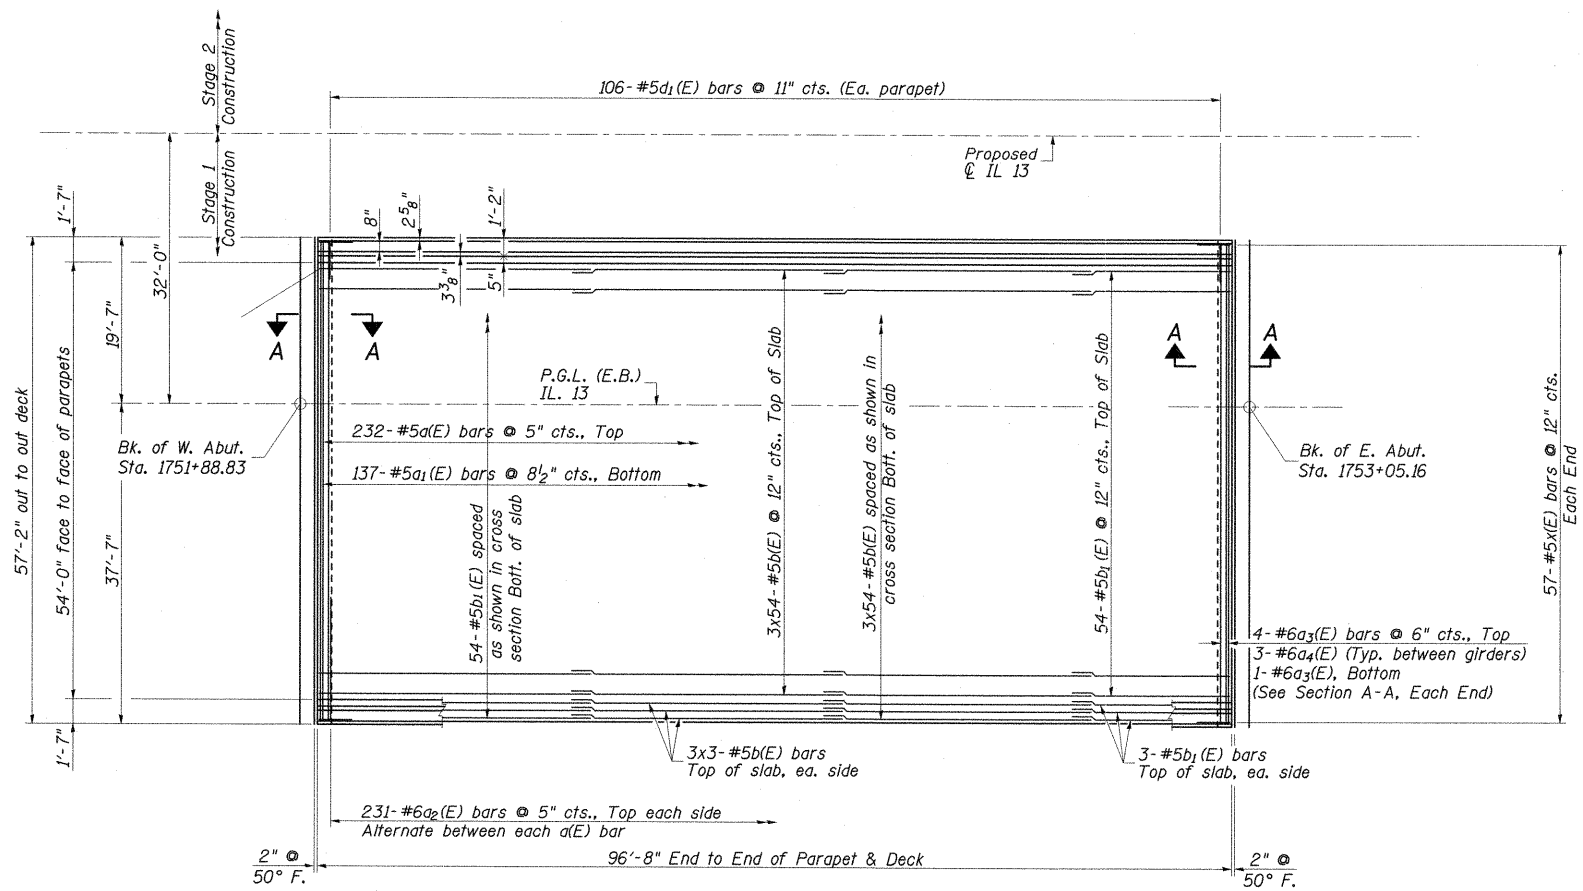 Stage 2
Construction
Stage 1
Construction
106-#5d₁(E) bars @ 11" cts. (Ea. parapet)
Proposed
℄ IL 13
1'-7"
32'-0"
8"
2⅝"
1'-2"
3⅜"
5"
19'-7"
37'-7"
57'-2" out to out deck
54'-0" face to face of parapets
1'-7"
A
A
A
A
P.G.L. (E.B.)
IL. 13
Bk. of W. Abut.
Sta. 1751+88.83
Bk. of E. Abut.
Sta. 1753+05.16
232-#5a(E) bars @ 5" cts., Top
137-#5a₁(E) bars @ 8½" cts., Bottom
54-#5b₁(E) spaced
as shown in cross
section Bott. of slab
3x54-#5b(E) @ 12" cts., Top of Slab
3x54-#5b(E) spaced as shown in
cross section Bott. of slab
54-#5b₁(E) @ 12" cts., Top of Slab
57-#5x(E) bars @ 12" cts.
Each End
4-#6a₃(E) bars @ 6" cts., Top
3-#6a₄(E) (Typ. between girders)
1-#6a₃(E), Bottom
(See Section A-A, Each End)
3x3-#5b(E) bars
Top of slab, ea. side
3-#5b₁(E) bars
Top of slab, ea. side
231-#6a₂(E) bars @ 5" cts., Top each side
Alternate between each a(E) bar
2" @
50° F.
96'-8" End to End of Parapet & Deck
2" @
50° F.